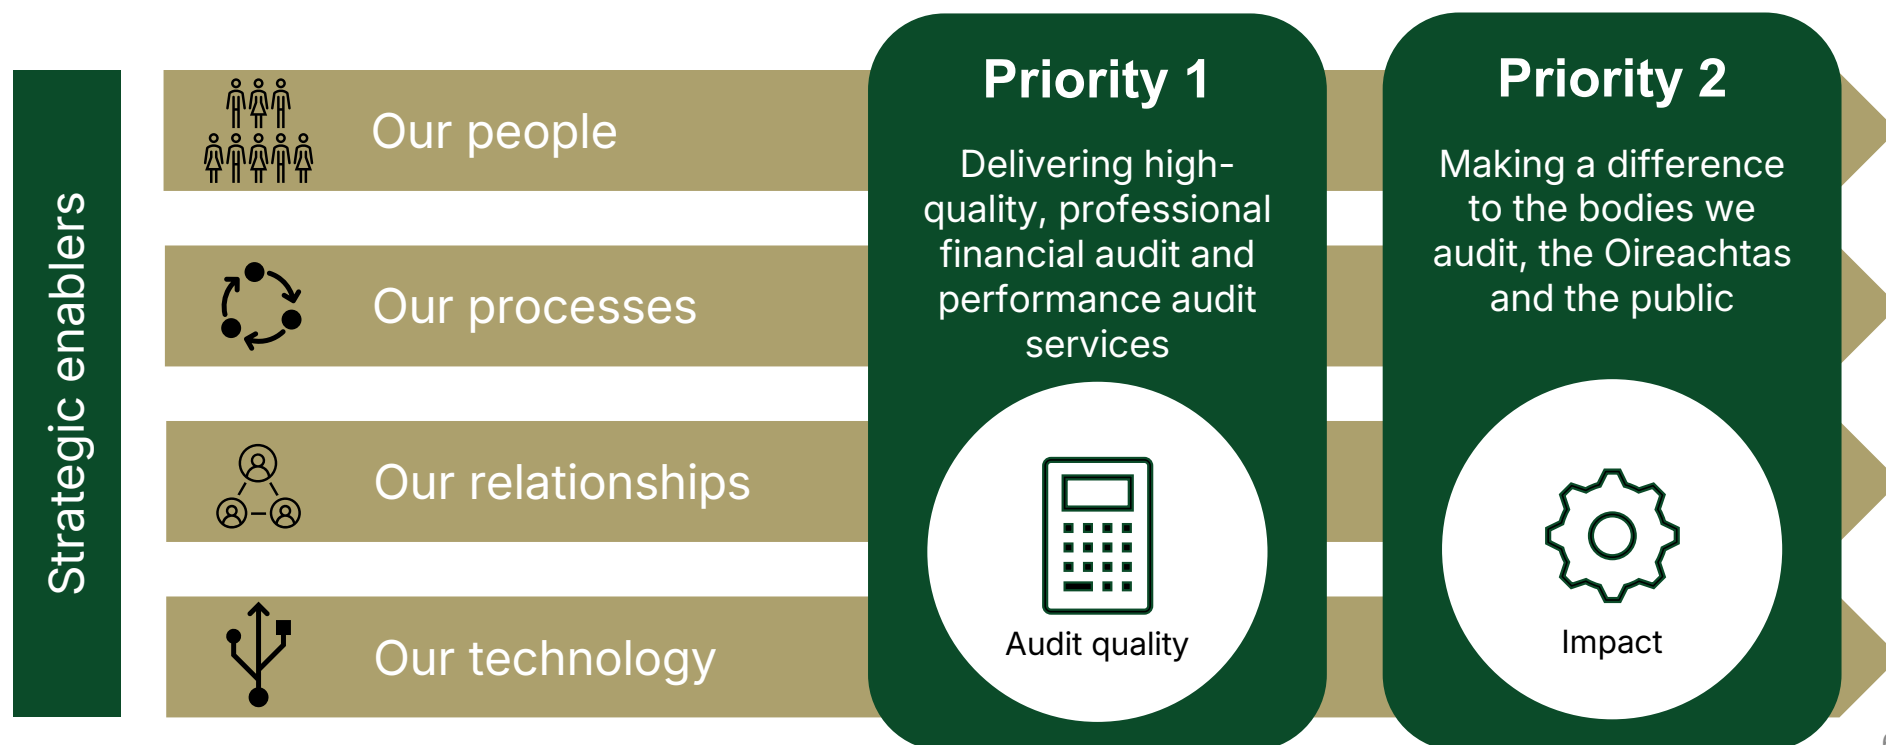 Strategic enablers
Our people
Our processes
Our relationships
Our technology
Priority 1
Delivering high-
quality, professional
financial audit and
performance audit
services
Audit quality
Priority 2
Making a difference
to the bodies we
audit, the Oireachtas
and the public
Impact